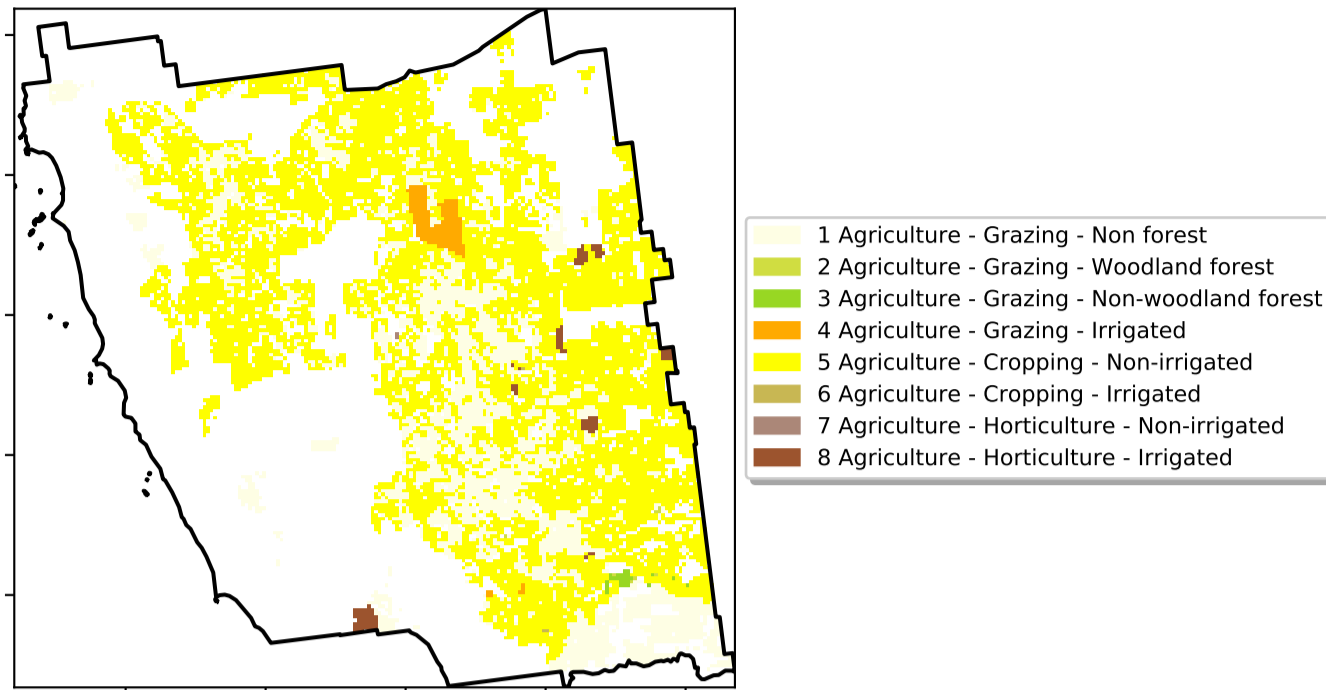 1 Agriculture - Grazing - Non forest
2 Agriculture - Grazing - Woodland forest
3 Agriculture - Grazing - Non-woodland forest
4 Agriculture - Grazing - Irrigated
5 Agriculture - Cropping - Non-irrigated
6 Agriculture - Cropping - Irrigated
7 Agriculture - Horticulture - Non-irrigated
8 Agriculture - Horticulture - Irrigated